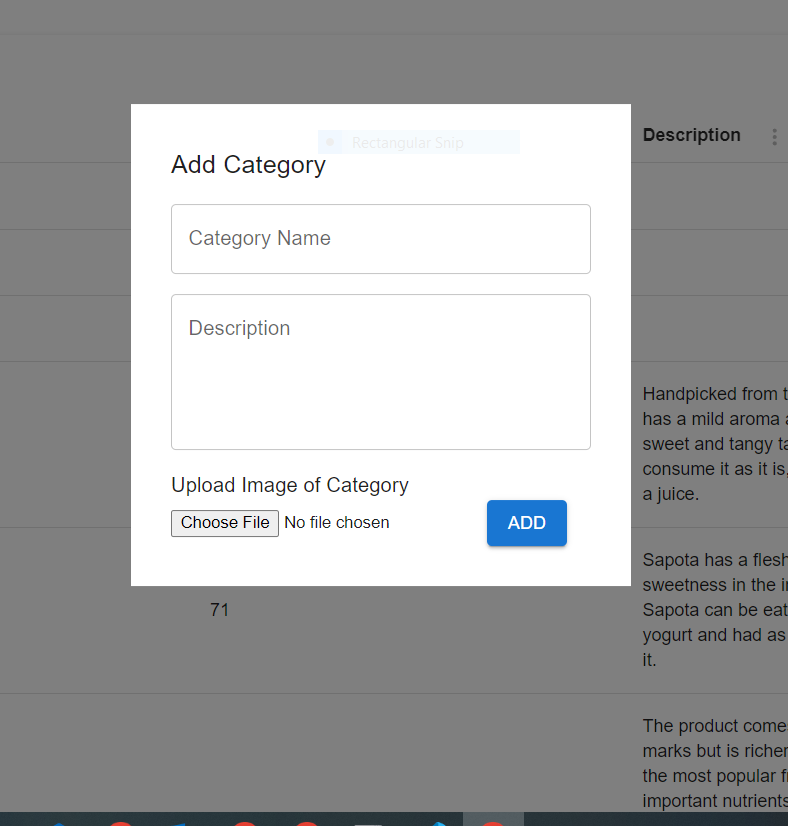 Rectangular Snip
Description
Add Category
Category Name
Description
Upload Image of Category
Choose File No file chosen
ADD
Handpicked from
has a mild aroma
sweet and tangy
consume it as it is,
a juice.
71
Sapota has a
sweetness in the
Sapota can be eat
yogurt and had as
it.
The product come
marks but is richer
the most popular
important nutrients